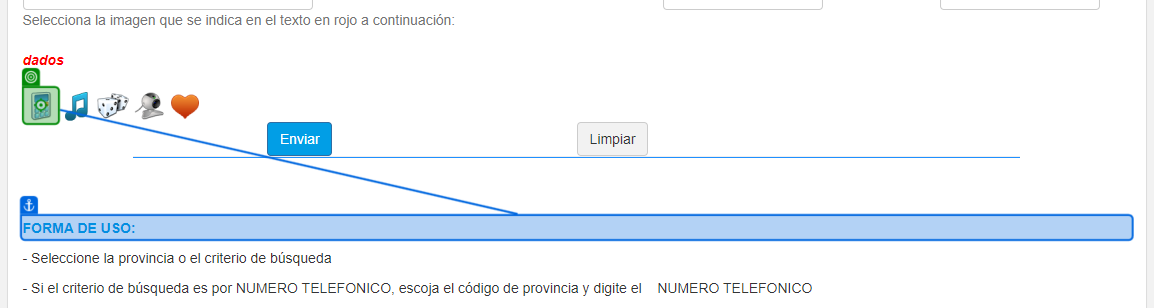 Selecciona la imagen que se indica en el texto en rojo a continuación:
dados
Enviar Limpiar
FORMA DE USO:
- Seleccione la provincia o el criterio de búsqueda
- Si el criterio de búsqueda es por NUMERO TELEFONICO, escoja el código de provincia y digite el NUMERO TELEFONICO